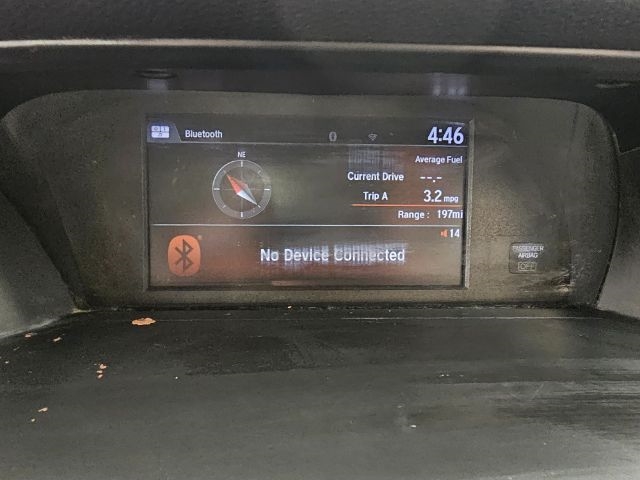 Bluetooth
4:46
NE
Average Fuel
Current Drive --.-
Trip A 3.2 mpg
Range : 197mi
14
No Device Connected
PASSENGER
AIRBAG
OFF